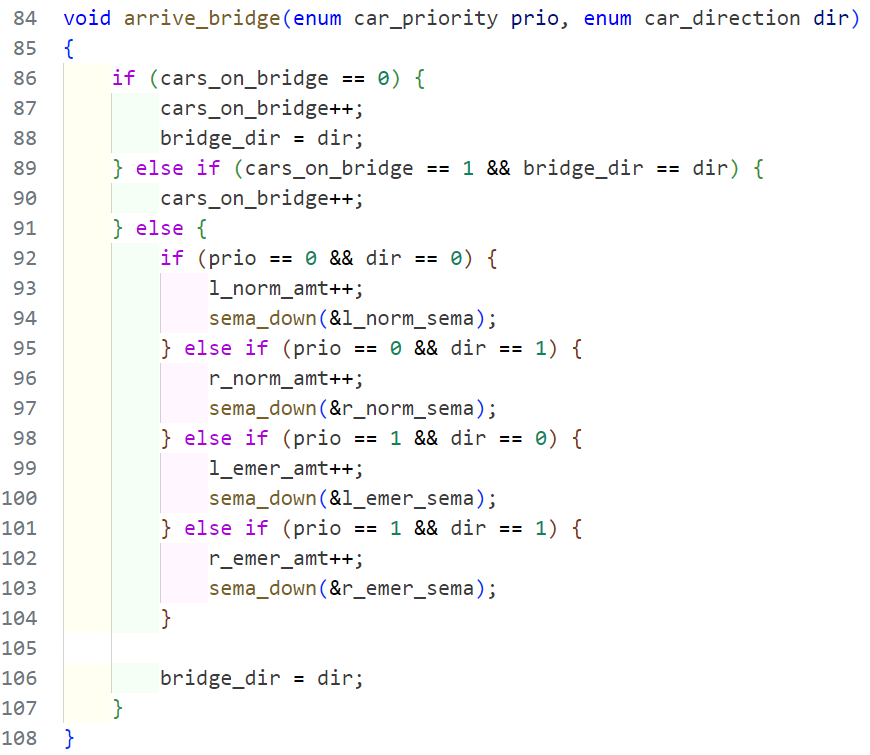 84 void arrive_bridge(enum car_priority prio, enum car_direction dir)
85 {
86     if (cars_on_bridge == 0) {
87         cars_on_bridge++;
88         bridge_dir = dir;
89     } else if (cars_on_bridge == 1 && bridge_dir == dir) {
90         cars_on_bridge++;
91     } else {
92         if (prio == 0 && dir == 0) {
93             l_norm_amt++;
94             sema_down(&l_norm_sema);
95         } else if (prio == 0 && dir == 1) {
96             r_norm_amt++;
97             sema_down(&r_norm_sema);
98         } else if (prio == 1 && dir == 0) {
99             l_emer_amt++;
100             sema_down(&l_emer_sema);
101         } else if (prio == 1 && dir == 1) {
102             r_emer_amt++;
103             sema_down(&r_emer_sema);
104         }
105
106         bridge_dir = dir;
107     }
108 }